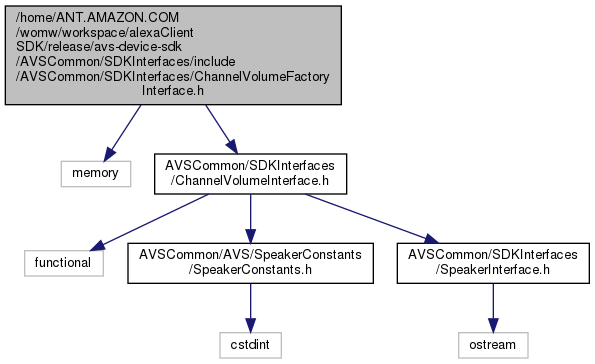 /home/ANT.AMAZON.COM
/womw/workspace/alexaClient
SDK/release/avs-device-sdk
/AVSCommon/SDKInterfaces/include
/AVSCommon/SDKInterfaces/ChannelVolumeFactory
Interface.h
memory
AVSCommon/SDKInterfaces
/ChannelVolumeInterface.h
functional
AVSCommon/AVS/SpeakerConstants
/SpeakerConstants.h
AVSCommon/SDKInterfaces
/SpeakerInterface.h
cstdint
ostream